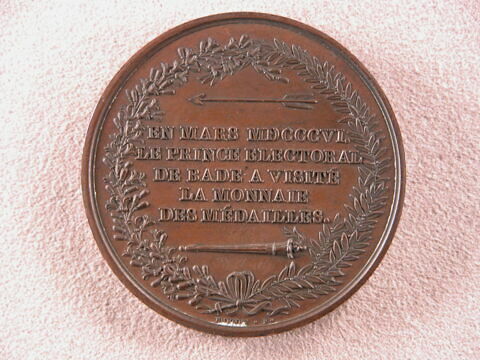 EN MARS MDCCCVI.
LE PRINCE ELECTORAL
DE BADE A VISITÉ
LA MONNAIE
DES MÉDAILLES.